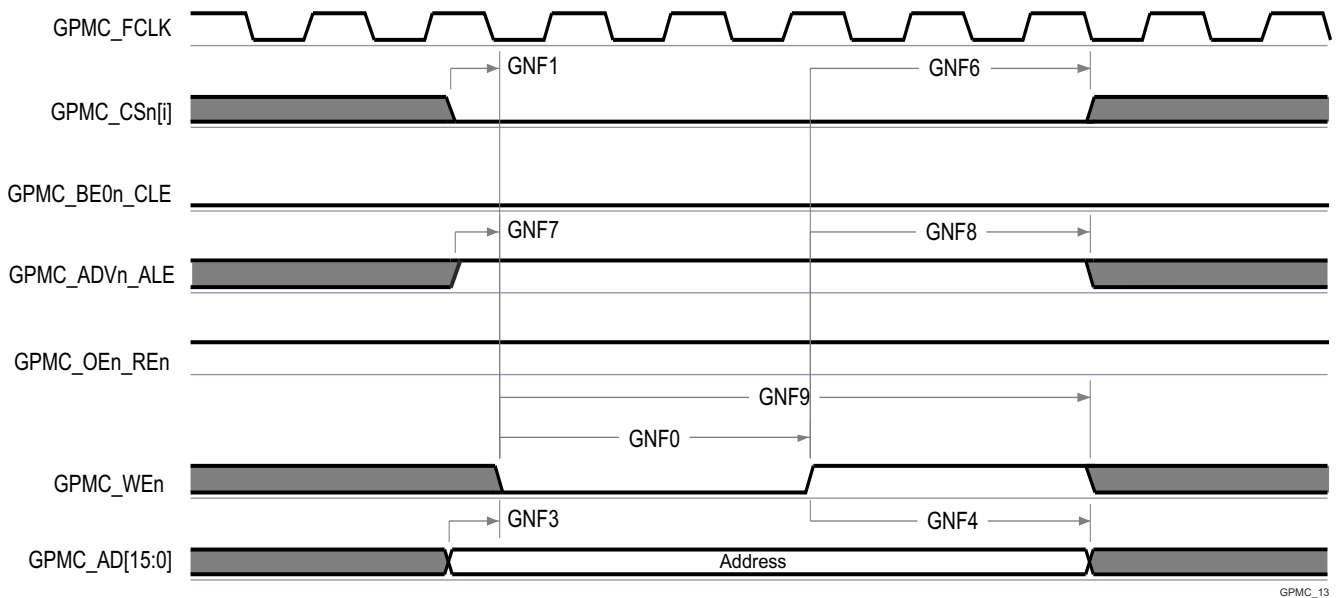 GPMC_FCLK
GNF1
GNF6
GPMC_CSn[i]
GPMC_BE0n_CLE
GNF7
GNF8
GPMC_ADVn_ALE
GPMC_OEn_REn
GNF9
GNF0
GPMC_WEn
GNF3
GNF4
GPMC_AD[15:0]
Address
GPMC_13